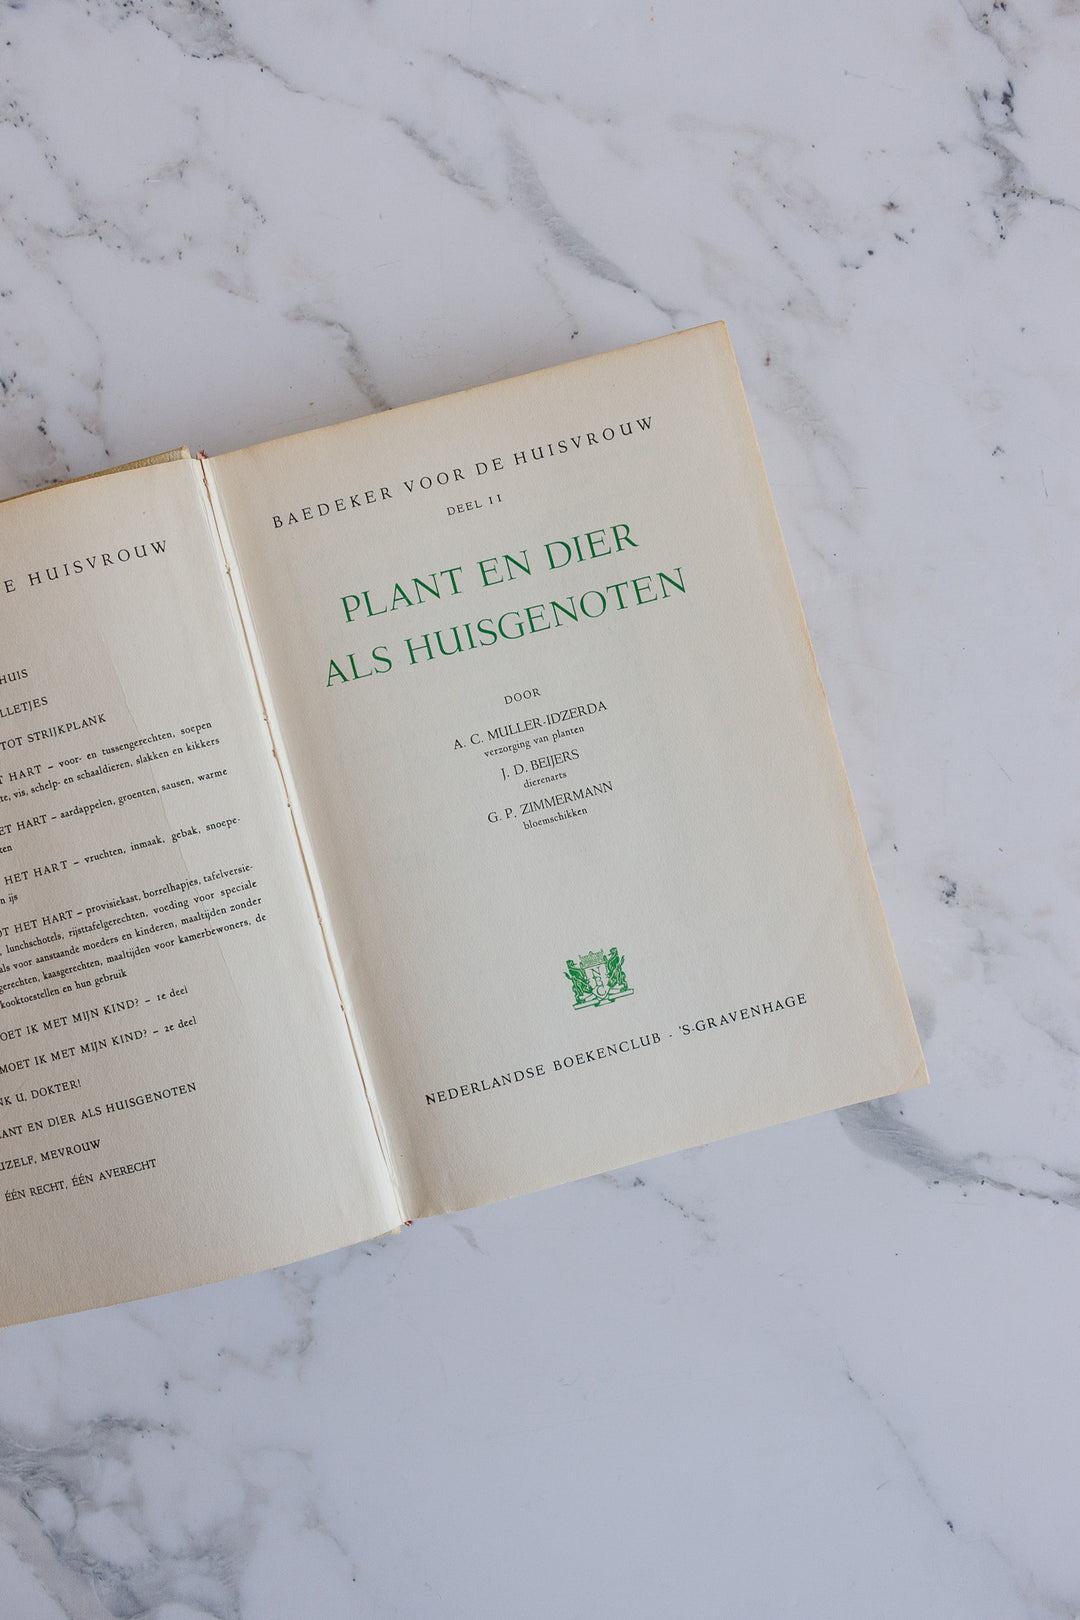 E HUISVROUW
HUIS
LLETJES
TOT STRIJKPLANK
T HART – voor- en tussengerechten, soepen
te, vis, schelp- en schaaldieren, slakken en kikkers
ET HART – aardappelen, groenten, sausen, warme
ten
HET HART – vruchten, inmaak, gebak, snoepe-
n ijs
OT HET HART – provisiekast, borrelhapjes, tafelversie-
, lunchschotels, rijsttafelgerechten, voeding voor speciale
als voor aanstaande moeders en kinderen, maaltijden zonder
gerechten, kaasgerechten, maaltijden voor kamerbewoners, de
kooktoestellen en hun gebruik
OET IK MET MIJN KIND? – 1e deel
MOET IK MET MIJN KIND? – 2e deel
NK U, DOKTER!
LANT EN DIER ALS HUISGENOTEN
UZELF, MEVROUW
ÉÉN RECHT, ÉÉN AVERECHT
BAEDEKER VOOR DE HUISVROUW
DEEL 11
PLANT EN DIER
ALS HUISGENOTEN
DOOR
A. C. MULLER-IDZERDA
verzorging van planten
J. D. BEIJERS
dierenarts
G. P. ZIMMERMANN
bloemschikken
NBC
NEDERLANDSE BOEKENCLUB · 'S-GRAVENHAGE